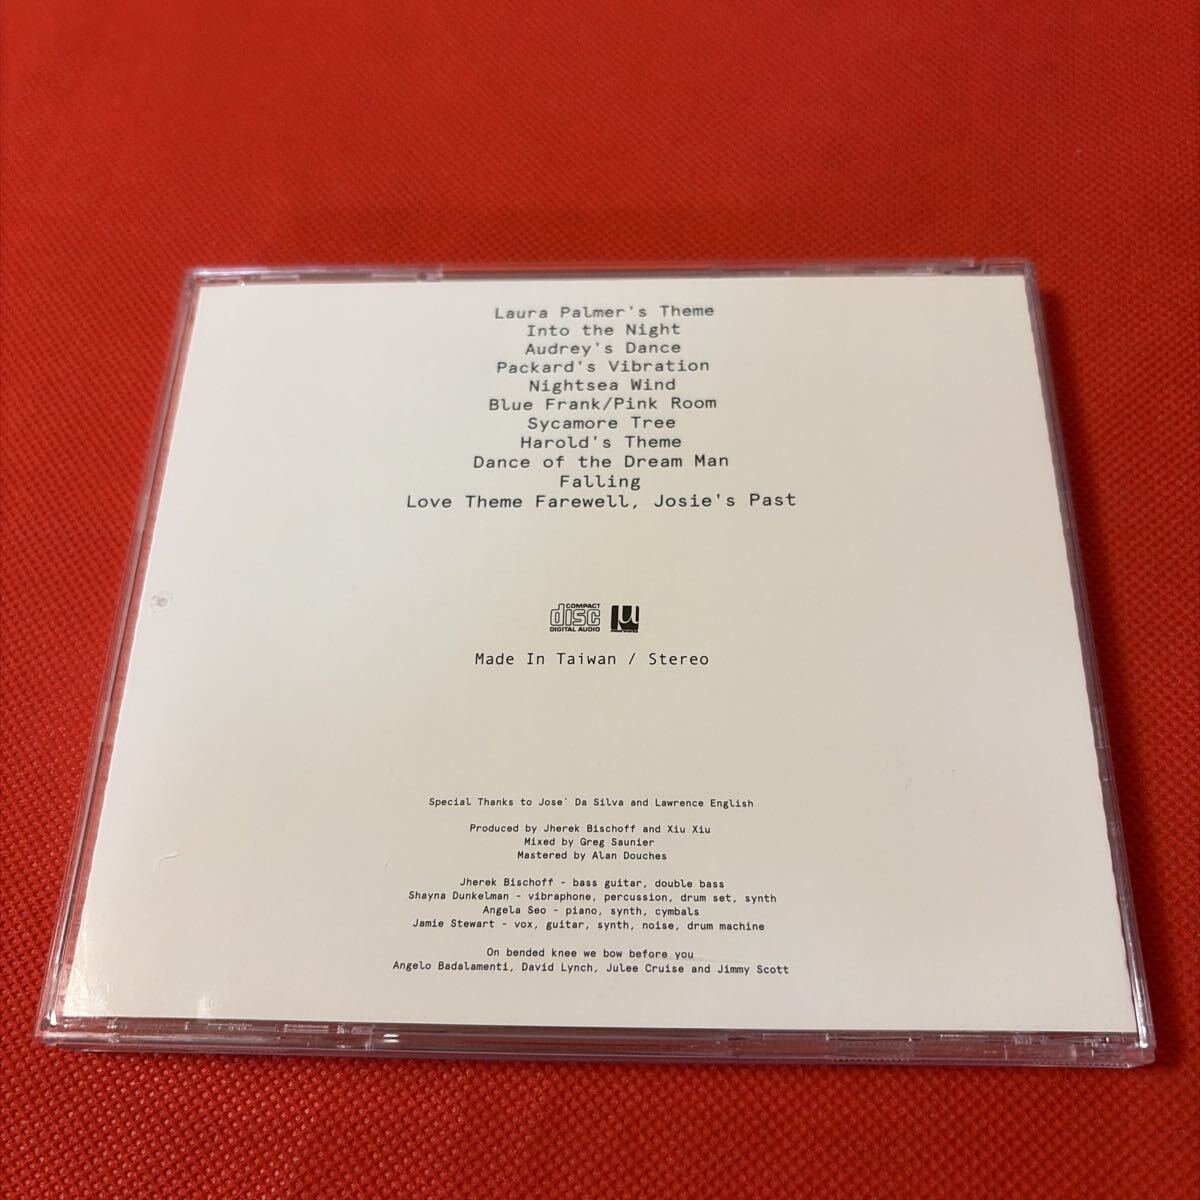 Laura Palmer's Theme
Into the Night
Audrey's Dance
Packard's Vibration
Nightsea Wind
Blue Frank/Pink Room
Sycamore Tree
Harold's Theme
Dance of the Dream Man
Falling
Love Theme Farewell, Josie's Past
COMPACT
disc
DIGITAL AUDIO
μ
Made In Taiwan / Stereo
Special Thanks to Jose´ Da Silva and Lawrence English
Produced by Jherek Bischoff and Xiu Xiu
Mixed by Greg Saunier
Mastered by Alan Douches
Jherek Bischoff - bass guitar, double bass
Shayna Dunkelman - vibraphone, percussion, drum set, synth
Angela Seo - piano, synth, cymbals
Jamie Stewart - vox, guitar, synth, noise, drum machine
On bended knee we bow before you
Angelo Badalamenti, David Lynch, Julee Cruise and Jimmy Scott